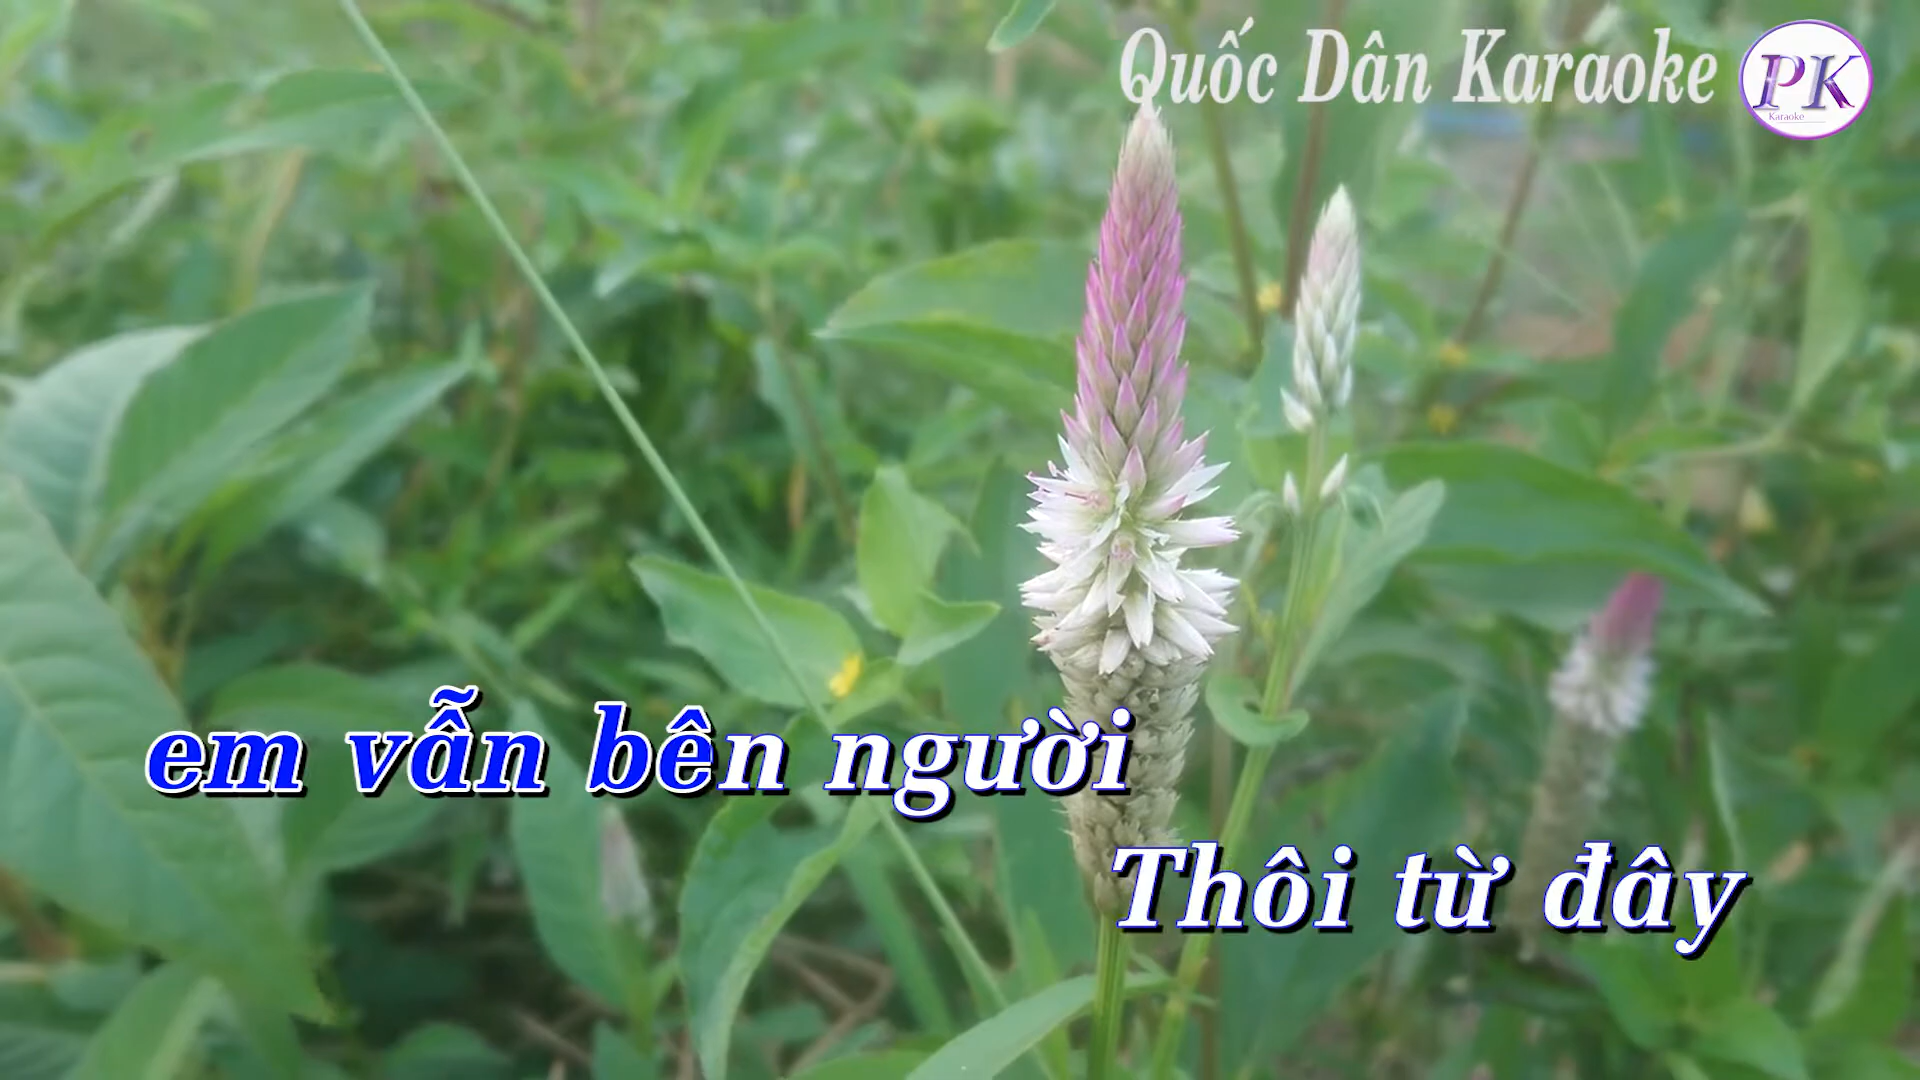 Quốc Dân Karaoke
PK
Karaoke
em vẫn bên người
Thôi từ đây